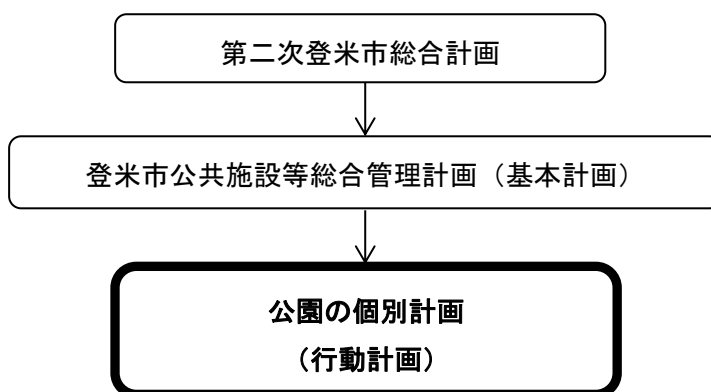 第二次登米市総合計画
登米市公共施設等総合管理計画（基本計画）
公園の個別計画
（行動計画）